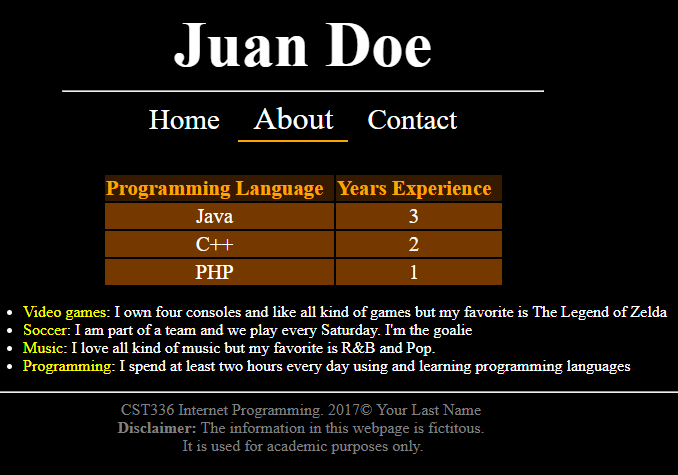 Juan Doe
Home About Contact
Programming Language Years Experience
Java 3
C++ 2
PHP 1
• Video games: I own four consoles and like all kind of games but my favorite is The Legend of Zelda
• Soccer: I am part of a team and we play every Saturday. I'm the goalie
• Music: I love all kind of music but my favorite is R&B and Pop.
• Programming: I spend at least two hours every day using and learning programming languages
CST336 Internet Programming. 2017© Your Last Name
Disclaimer: The information in this webpage is fictitous.
It is used for academic purposes only.